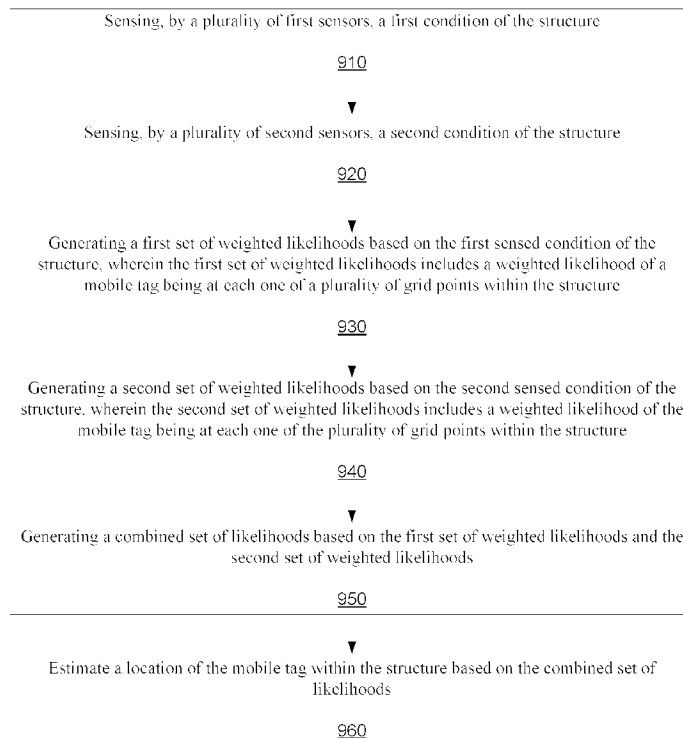 Sensing, by a plurality of first sensors, a first condition of the structure
910
Sensing, by a plurality of second sensors, a second condition of the structure
920
Generating a first set of weighted likelihoods based on the first sensed condition of the
structure, wherein the first set of weighted likelihoods includes a weighted likelihood of a
mobile tag being at each one of a plurality of grid points within the structure
930
Generating a second set of weighted likelihoods based on the second sensed condition of the
structure, wherein the second set of weighted likelihoods includes a weighted likelihood of the
mobile tag being at each one of the plurality of grid points within the structure
940
Generating a combined set of likelihoods based on the first set of weighted likelihoods and the
second set of weighted likelihoods
950
Estimate a location of the mobile tag within the structure based on the combined set of
likelihoods
960